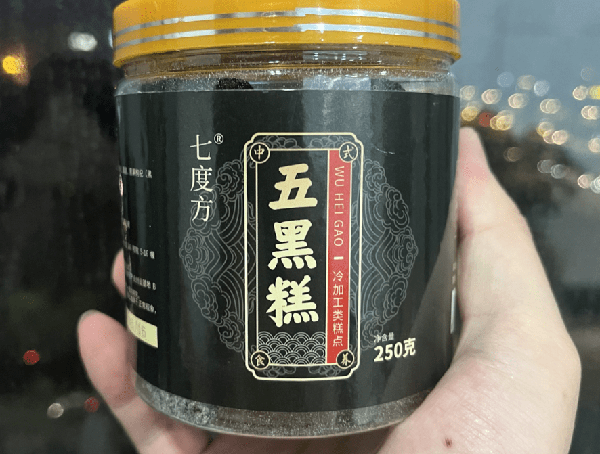 七度方®
中式
五黑糕
WU HEI GAO
冷加工类糕点
食养
净含量
250克